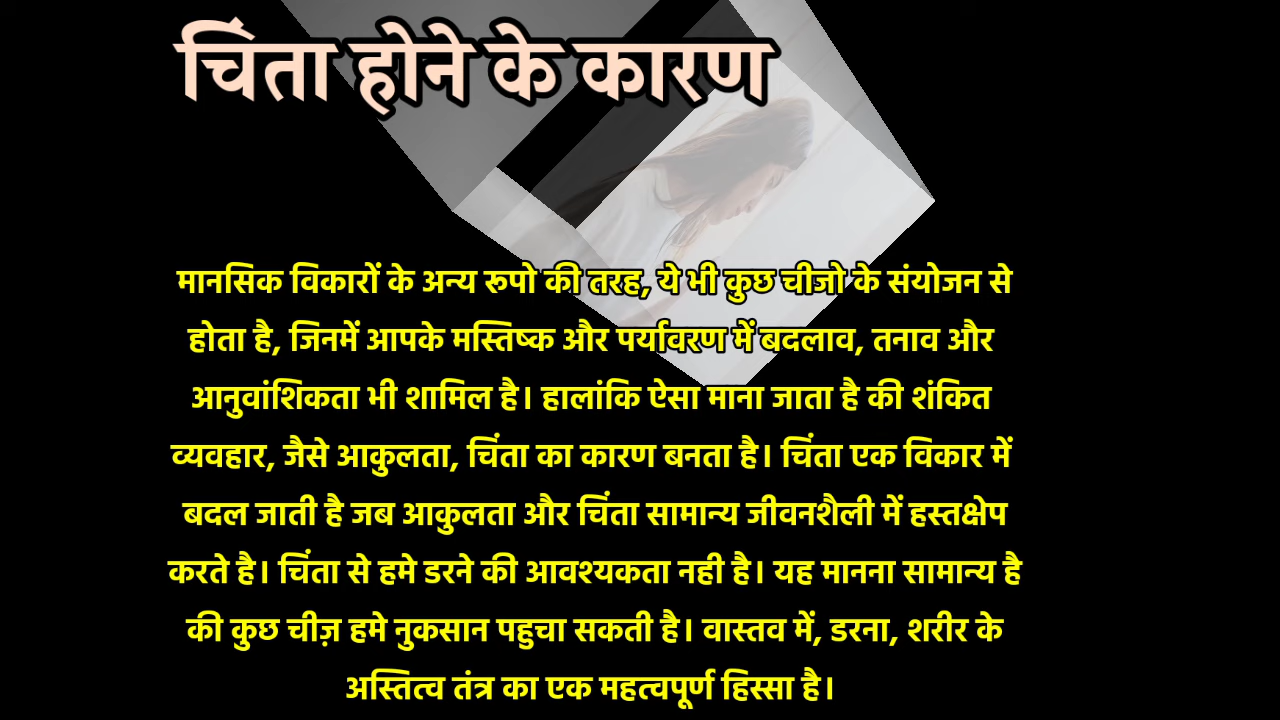 चिंता होने के कारण
मानसिक विकारों के अन्य रूपो की तरह, ये भी कुछ चीजो के संयोजन से
होता है, जिनमें आपके मस्तिष्क और पर्यावरण में बदलाव, तनाव और
आनुवांशिकता भी शामिल है। हालांकि ऐसा माना जाता है की शंकित
व्यवहार, जैसे आकुलता, चिंता का कारण बनता है। चिंता एक विकार में
बदल जाती है जब आकुलता और चिंता सामान्य जीवनशैली में हस्तक्षेप
करते है। चिंता से हमे डरने की आवश्यकता नही है। यह मानना सामान्य है
की कुछ चीज़ हमे नुकसान पहुचा सकती है। वास्तव में, डरना, शरीर के
अस्तित्व तंत्र का एक महत्वपूर्ण हिस्सा है।